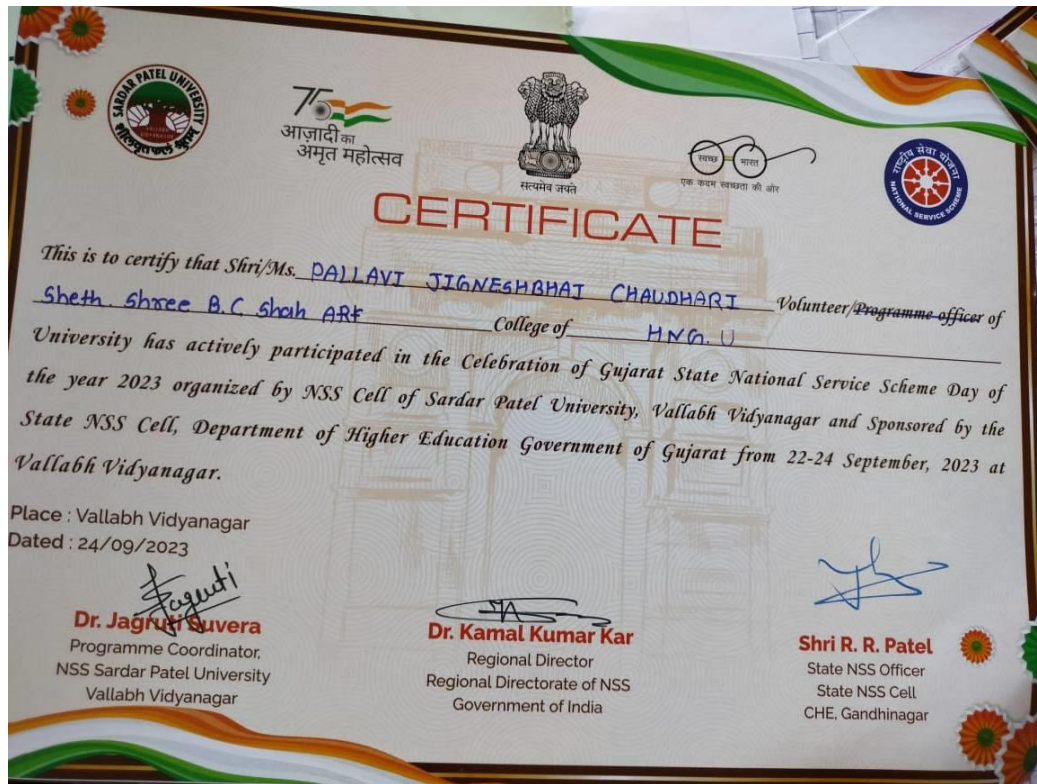 SARDAR PATEL UNIVERSITY
VALLABH
VIDYANAGAR
शीलवृतफलं श्रुतम्
75
आज़ादी का
अमृत महोत्सव
सत्यमेव जयते
स्वच्छ भारत
एक कदम स्वच्छता की ओर
राष्ट्रीय सेवा योजना
NATIONAL SERVICE SCHEME
CERTIFICATE
This is to certify that Shri/Ms. PALLAVI JIGNESHBHAI CHAUDHARI Volunteer/Programme officer of
Sheth Shree B.C Shah ART College of HNG.U
University has actively participated in the Celebration of Gujarat State National Service Scheme Day of
the year 2023 organized by NSS Cell of Sardar Patel University, Vallabh Vidyanagar and Sponsored by the
State NSS Cell, Department of Higher Education Government of Gujarat from 22-24 September, 2023 at
Vallabh Vidyanagar.
Place : Vallabh Vidyanagar
Dated : 24/09/2023
Jagruti
Dr. Jagruti Suvera
Programme Coordinator,
NSS Sardar Patel University
Vallabh Vidyanagar
Dr. Kamal Kumar Kar
Regional Director
Regional Directorate of NSS
Government of India
Shri R. R. Patel
State NSS Officer
State NSS Cell
CHE, Gandhinagar